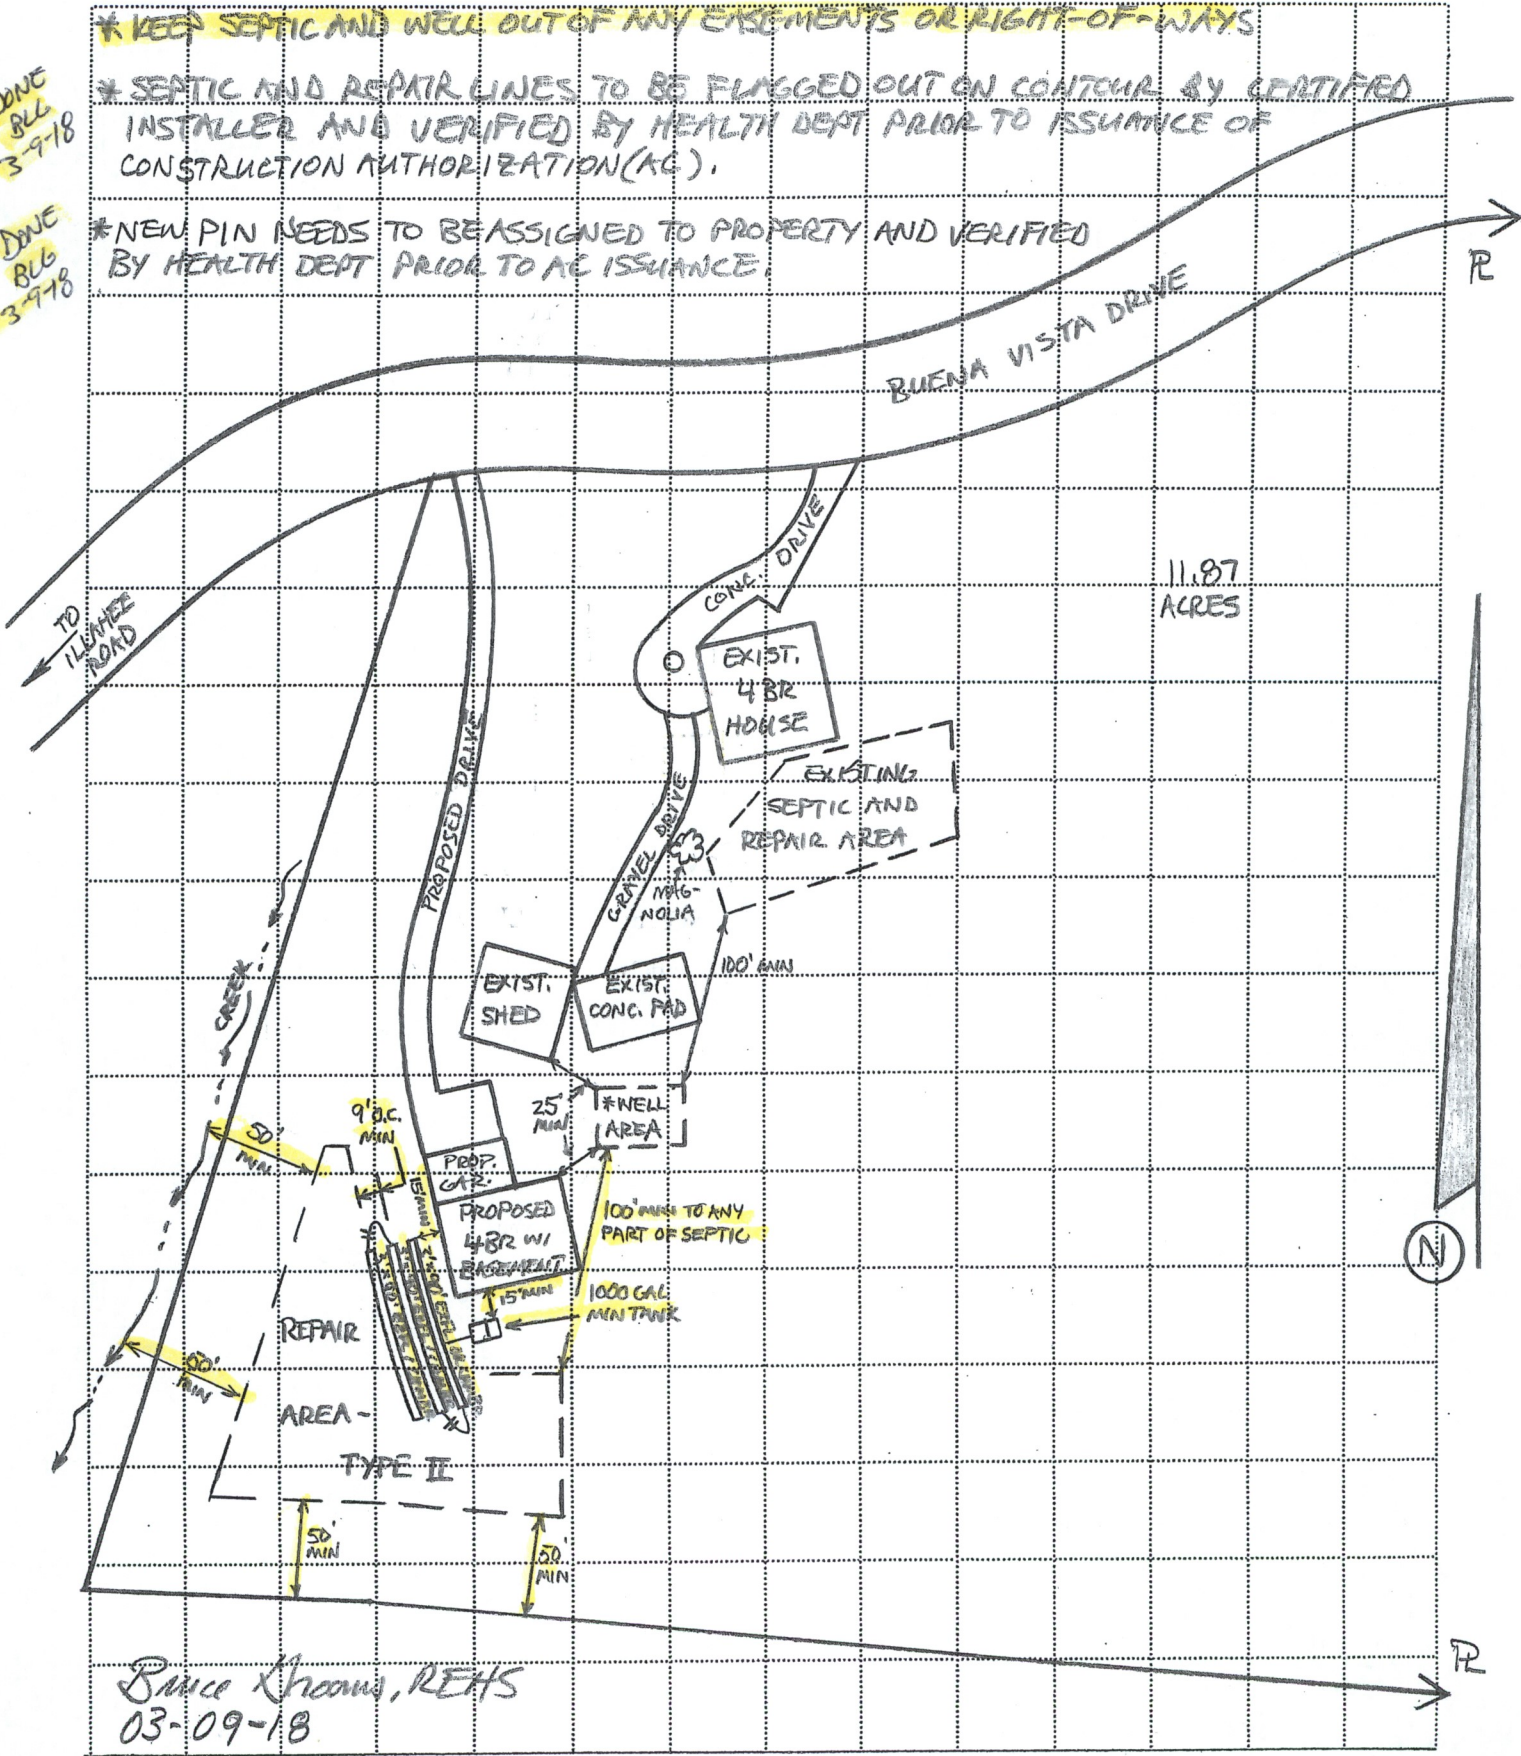 * KEEP SEPTIC AND WELL OUT OF ANY EASEMENTS OR RIGHT-OF-WAYS
DONE
BLG
3-9-18
* SEPTIC AND REPAIR LINES TO BE FLAGGED OUT ON CONTOUR BY CERTIFIED
INSTALLER AND VERIFIED BY HEALTH DEPT PRIOR TO ISSUANCE OF
CONSTRUCTION AUTHORIZATION (AC).
DONE
BLG
3-9-18
* NEW PIN NEEDS TO BE ASSIGNED TO PROPERTY AND VERIFIED
BY HEALTH DEPT PRIOR TO AC ISSUANCE.
PL
BUENA VISTA DRIVE
TO
ILLAHEE
ROAD
CONC. DRIVE
11.87
ACRES
EXIST.
4 BR
HOUSE
PROPOSED DRIVE
GRAVEL DRIVE
EXISTING
SEPTIC AND
REPAIR AREA
MAG-
NOLIA
100' MIN
CREEK
EXIST.
SHED
EXIST.
CONC. PAD
50'
MIN
9' O.C.
MIN
25'
MIN
*WELL
AREA
PROP.
GAR.
15' MIN
PROPOSED
4BR W/
BASEMENT
100' MIN TO ANY
PART OF SEPTIC
15' MIN
1000 GAL
MIN TANK
N
REPAIR
AREA-
TYPE II
50'
MIN
50'
MIN
50'
MIN
PL
Bruce , REHS
03-09-18